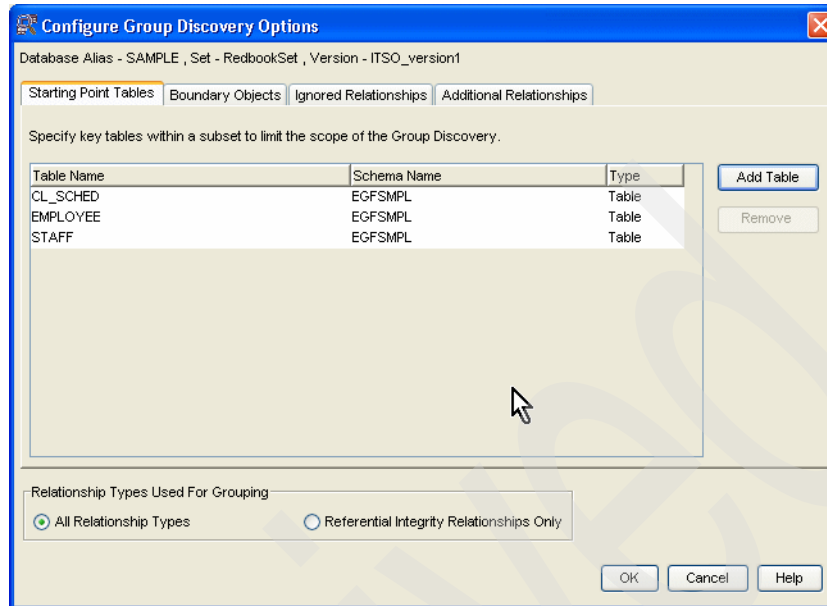 Configure Group Discovery Options
Database Alias - SAMPLE , Set - RedbookSet , Version - ITSO_version1
Starting Point Tables Boundary Objects Ignored Relationships Additional Relationships
Specify key tables within a subset to limit the scope of the Group Discovery.
Table Name Schema Name Type
CL_SCHED EGFSMPL Table
EMPLOYEE EGFSMPL Table
STAFF EGFSMPL Table
Add Table
Remove
Relationship Types Used For Grouping
All Relationship Types Referential Integrity Relationships Only
OK Cancel Help